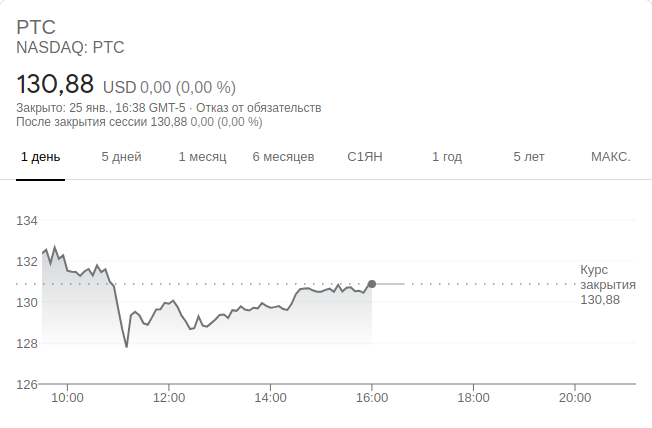 PTC
NASDAQ: PTC
130,88 USD 0,00 (0,00 %)
Закрыто: 25 янв., 16:38 GMT-5 · Отказ от обязательств
После закрытия сессии 130,88 0,00 (0,00 %)
1 день 5 дней 1 месяц 6 месяцев С1ЯН 1 год 5 лет МАКС.
134
132
Курс
закрытия
130,88
130
128
126
10:00 12:00 14:00 16:00 18:00 20:00